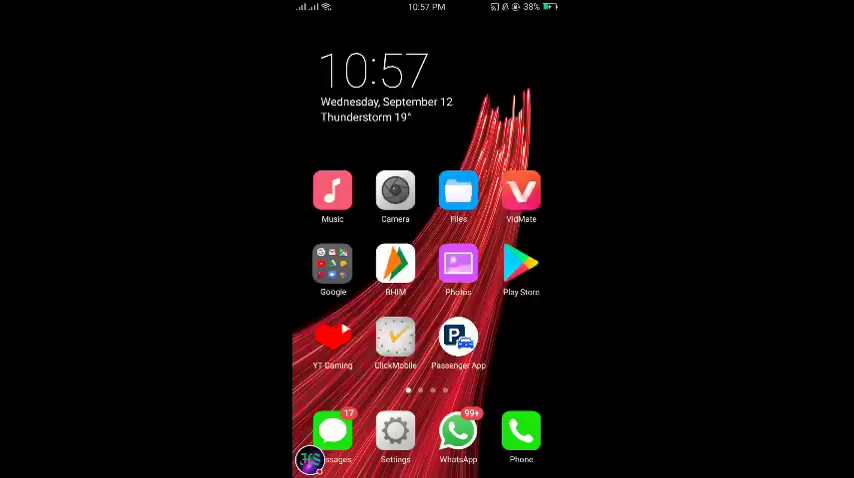 10:57 PM 38%
10:57
Wednesday, September 12
Thunderstorm 19°
Music Camera Files VidMate
Google BHIM Photos Play Store
P
YT Gaming ClickMobile Passenger App
17 99+
ssages Settings WhatsApp Phone